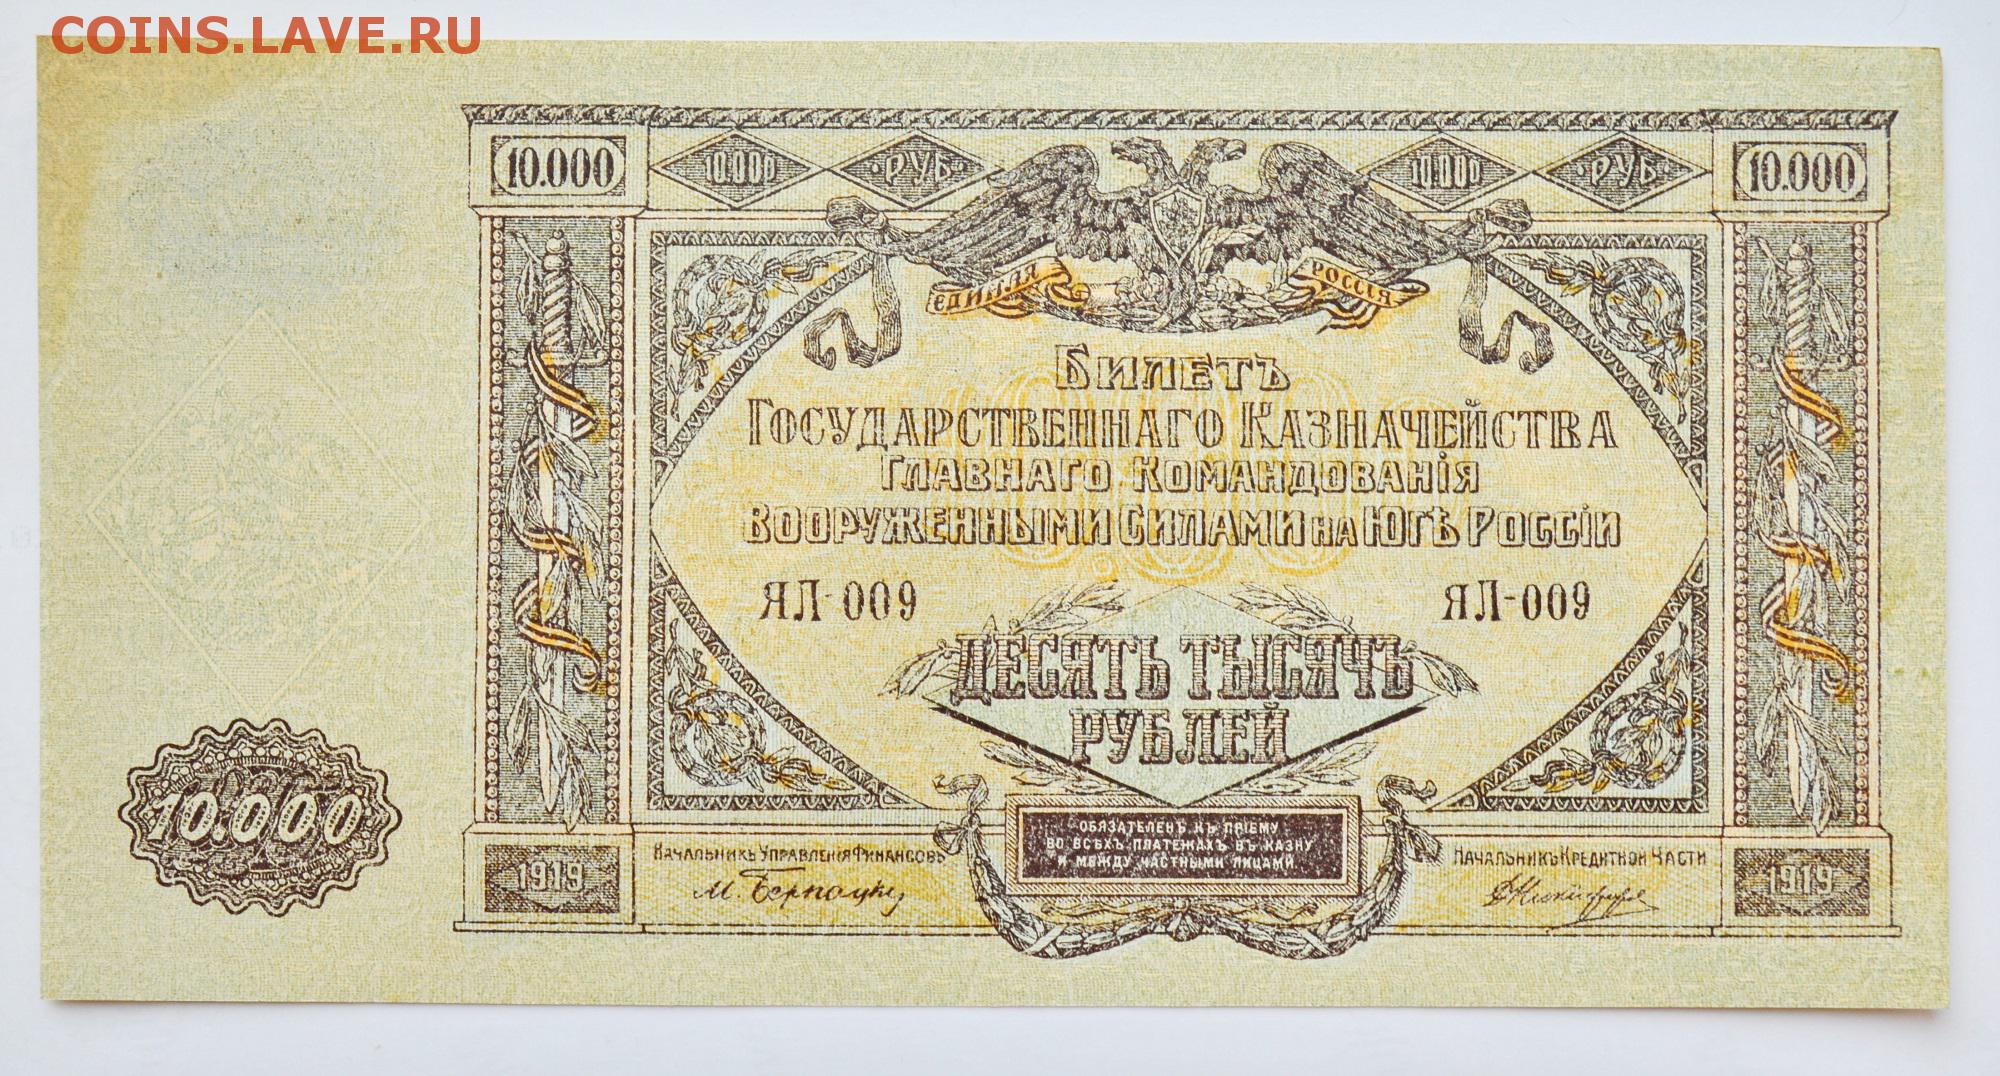 COINS.LAVE.RU
10.000 10.000 ·РУБ· 10.000 ·РУБ· 10.000
ЕДИНАЯ РОССІЯ
БИЛЕТЪ
ГОСУДАРСТВЕННАГО КАЗНАЧЕЙСТВА
ГЛАВНАГО КОМАНДОВАНІЯ
ВООРУЖЕННЫМИ СИЛАМИ НА ЮГѢ РОССІИ
ЯЛ-009 ЯЛ-009
ДЕСЯТЬ ТЫСЯЧЪ
РУБЛЕЙ
10.000
ОБЯЗАТЕЛЕНЪ КЪ ПРІЕМУ
ВО ВСѢХЪ ПЛАТЕЖАХЪ ВЪ КАЗНУ
И МЕЖДУ ЧАСТНЫМИ ЛИЦАМИ
НАЧАЛЬНИКЪ УПРАВЛЕНІЯ ФИНАНСОВЪ НАЧАЛЬНИКЪ КРЕДИТНОЙ ЧАСТИ
1919 М. Бернацкій 1919